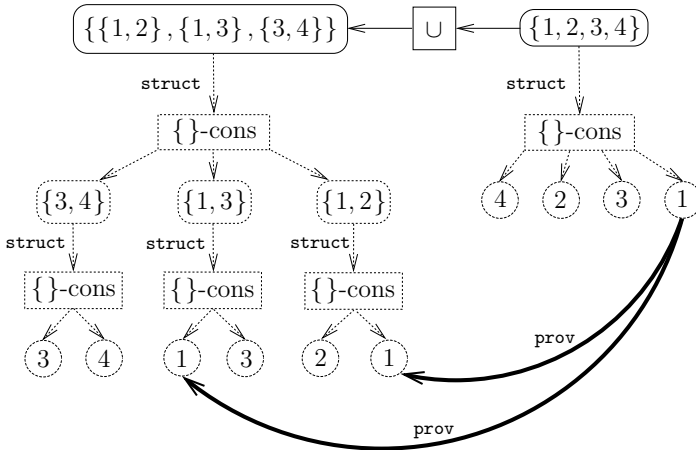 {{1, 2} , {1, 3} , {3, 4}} ∪ {1, 2, 3, 4}
struct struct
{}-cons {}-cons
{3, 4} {1, 3} {1, 2} 4 2 3 1
struct struct struct
{}-cons {}-cons {}-cons
prov
3 4 1 3 2 1
prov